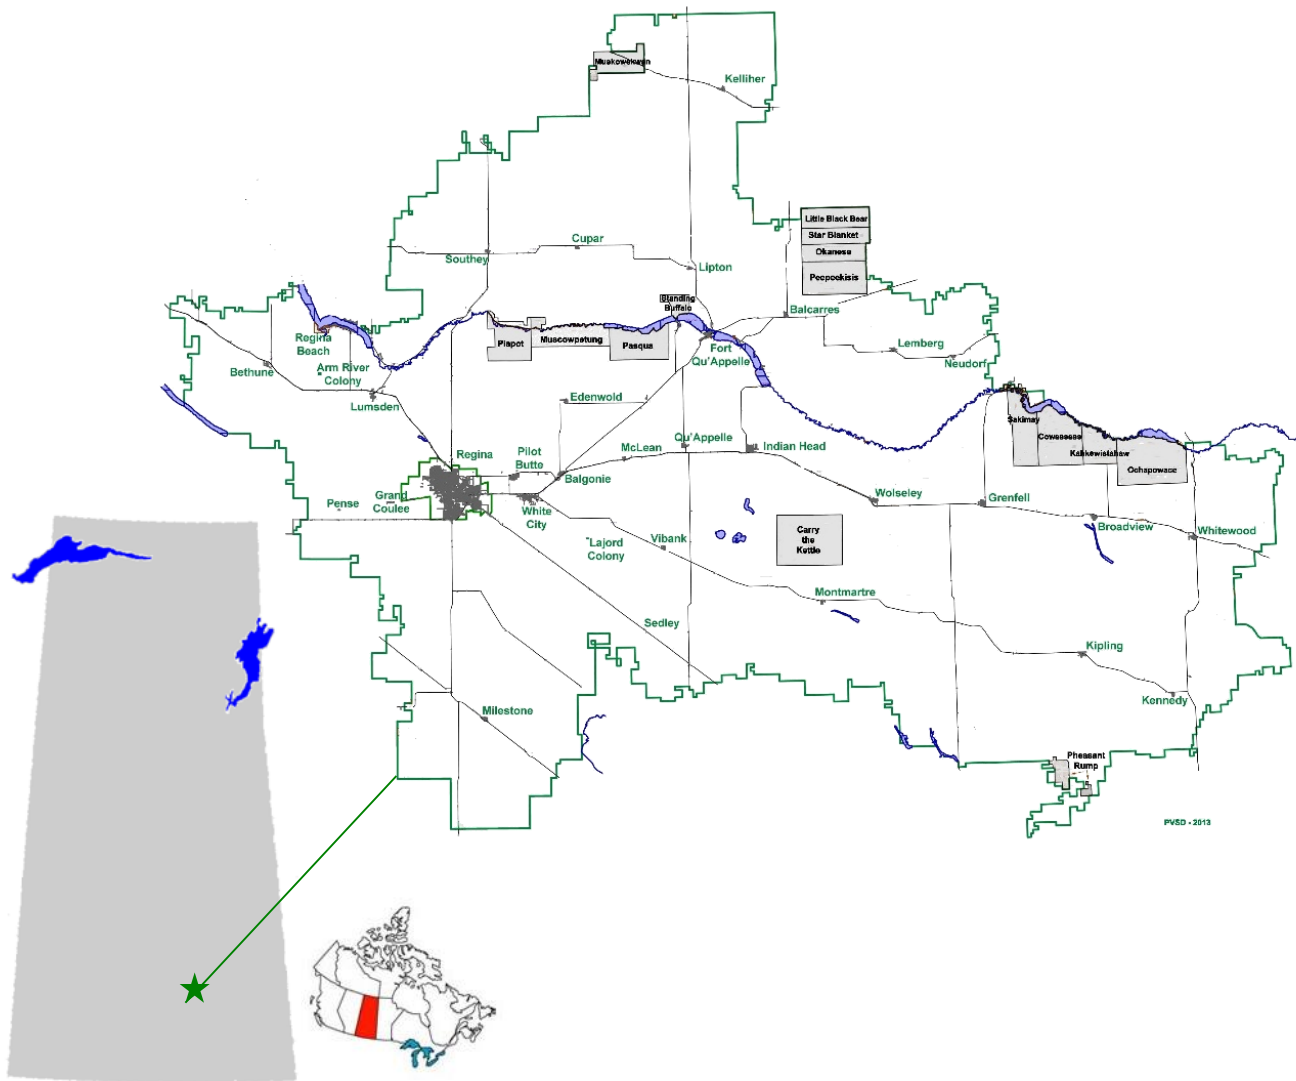 Muskowekwan
Kelliher
Little Black Bear
Star Blanket
Okanese
Peepeekisis
Cupar
Southey
Lipton
Standing
Buffalo
Balcarres
Regina
Beach
Piapot
Muscowpetung
Pasqua
Fort
Qu'Appelle
Lemberg
Neudorf
Bethune
Arm River
Colony
Lumsden
Edenwold
Sakimay
Cowessess
Kahkewistahaw
Ochapowace
Qu'Appelle
McLean
Indian Head
Regina
Pilot
Butte
Balgonie
Pense
Grand
Coulee
White
City
Wolseley
Grenfell
Broadview
Whitewood
Carry
the
Kettle
Lajord
Colony
Vibank
Montmartre
Sedley
Kipling
Kennedy
Milestone
Pheasant
Rump
PVSD - 2013